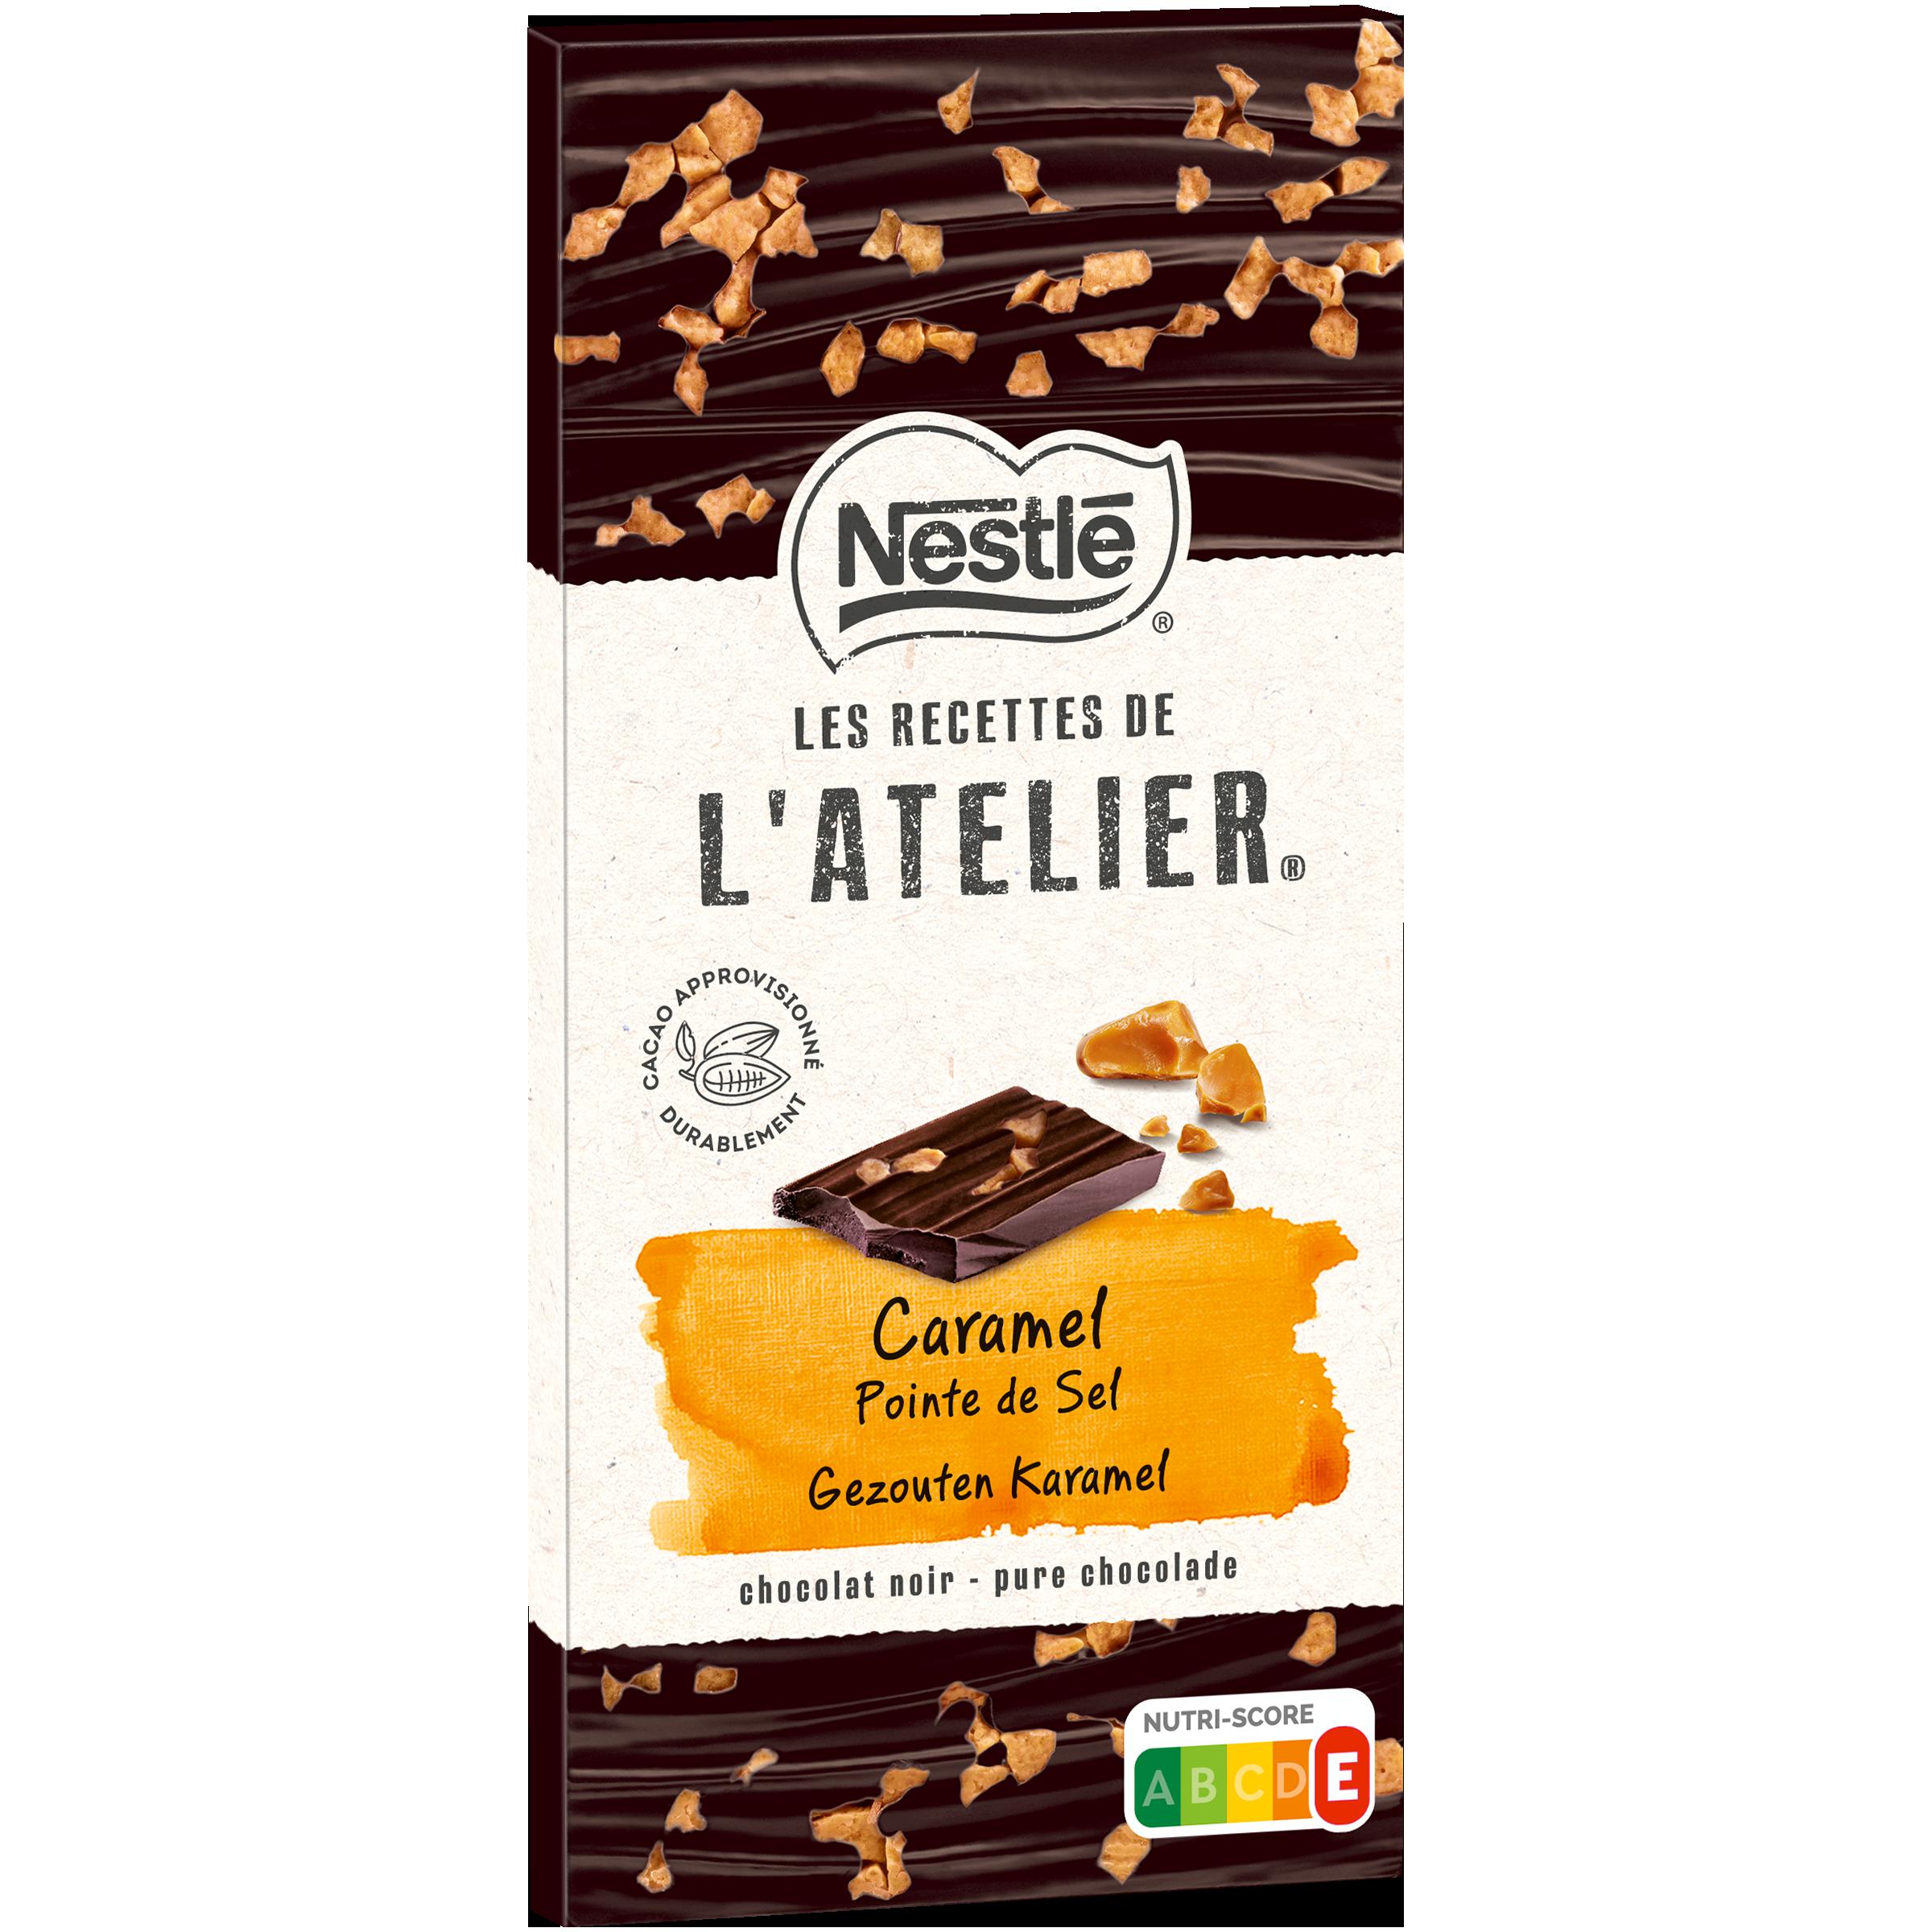 Nestlé
®
LES RECETTES DE
L'ATELIER®
CACAO APPROVISIONNÉ
DURABLEMENT
Caramel
Pointe de Sel
Gezouten Karamel
chocolat noir - pure chocolade
NUTRI-SCORE
A B C D E